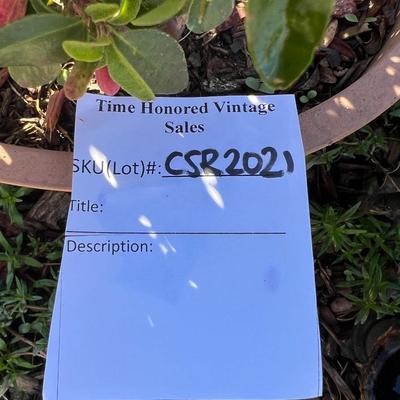 Time Honored Vintage
Sales
SKU(Lot)#: CSR2021
Title:
Description: